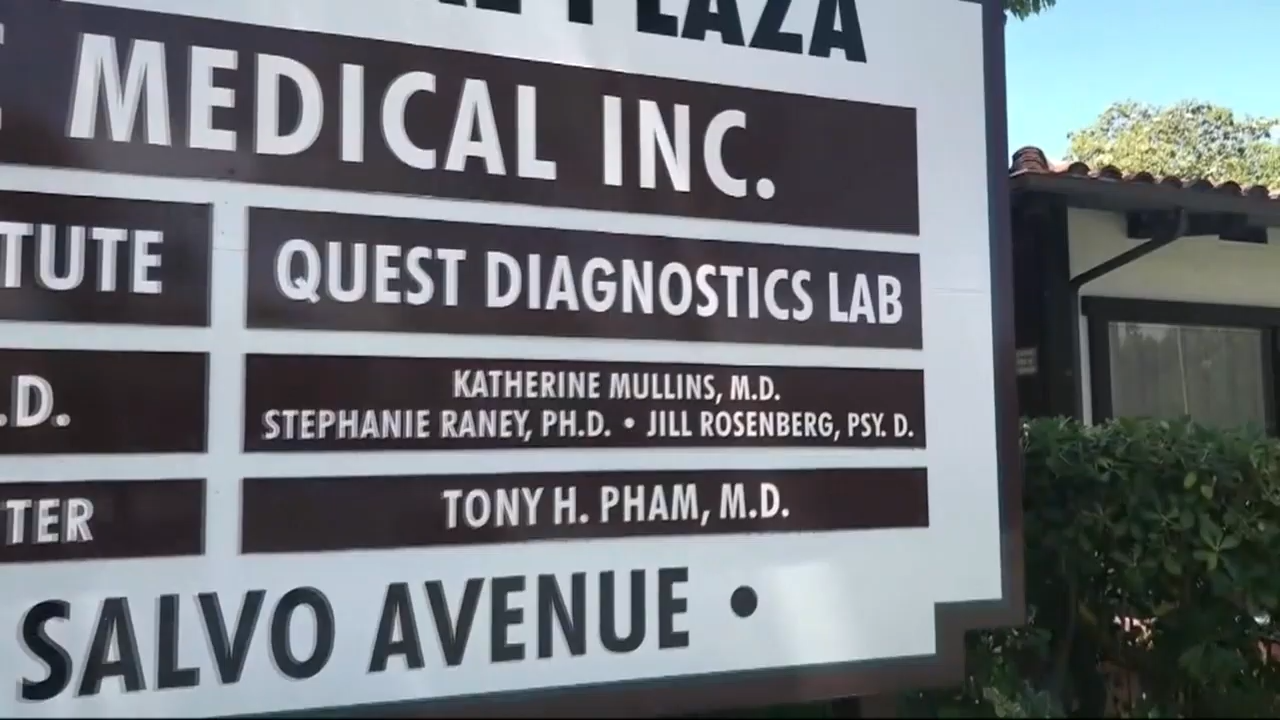 PLAZA
MEDICAL INC.
TUTE
QUEST DIAGNOSTICS LAB
.D.
KATHERINE MULLINS, M.D.
STEPHANIE RANEY, PH.D. • JILL ROSENBERG, PSY. D.
TER
TONY H. PHAM, M.D.
SALVO AVENUE •